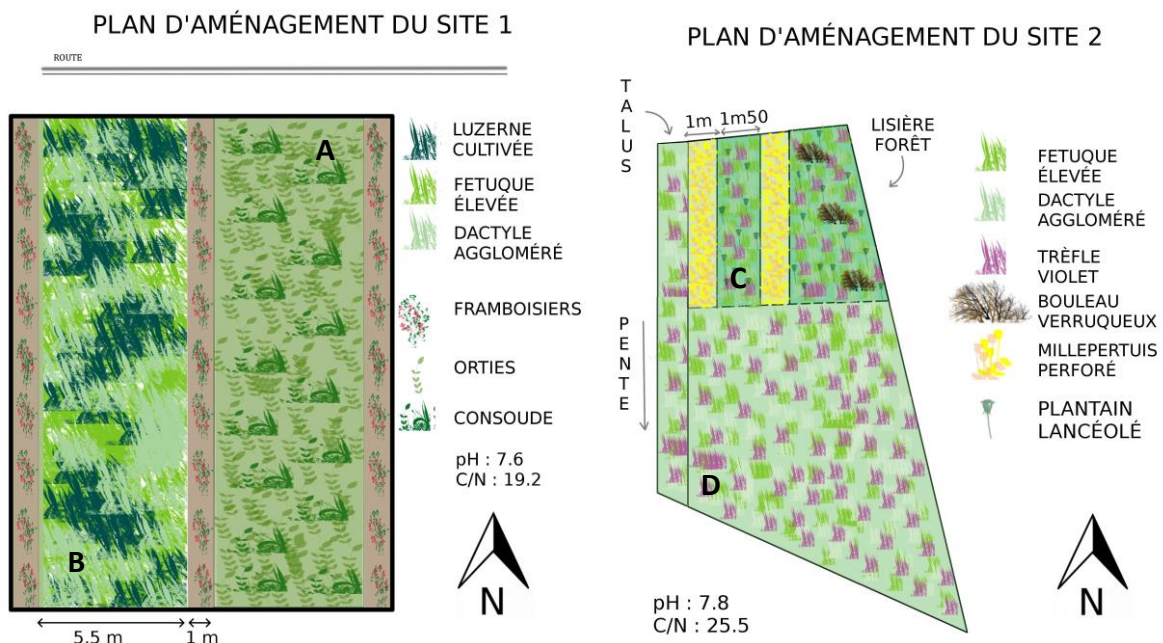 PLAN D'AMÉNAGEMENT DU SITE 1
ROUTE
A
B
5.5 m
1 m
LUZERNE
CULTIVÉE
FETUQUE
ÉLEVÉE
DACTYLE
AGGLOMÉRÉ
FRAMBOISIERS
ORTIES
CONSOUDE
pH : 7.6
C/N : 19.2
N
PLAN D'AMÉNAGEMENT DU SITE 2
TALUS
1m
1m50
LISIÈRE
FORÊT
PENTE
C
D
FETUQUE
ÉLEVÉE
DACTYLE
AGGLOMÉRÉ
TRÈFLE
VIOLET
BOULEAU
VERRUQUEUX
MILLEPERTUIS
PERFORÉ
PLANTAIN
LANCÉOLÉ
pH : 7.8
C/N : 25.5
N